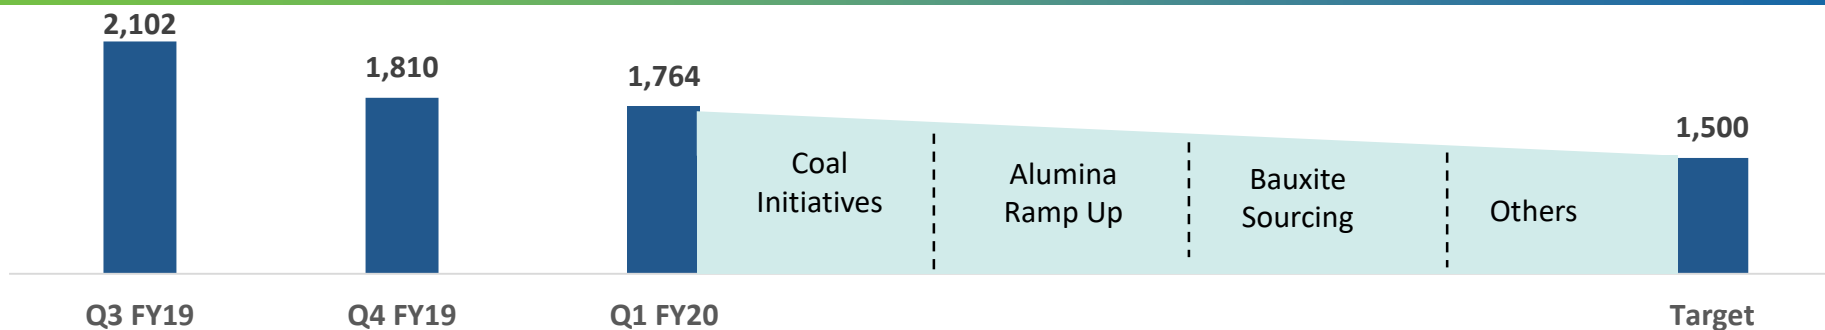 2,102
1,810
1,764
1,500
Coal
Initiatives
Alumina
Ramp Up
Bauxite
Sourcing
Others
Q3 FY19
Q4 FY19
Q1 FY20
Target